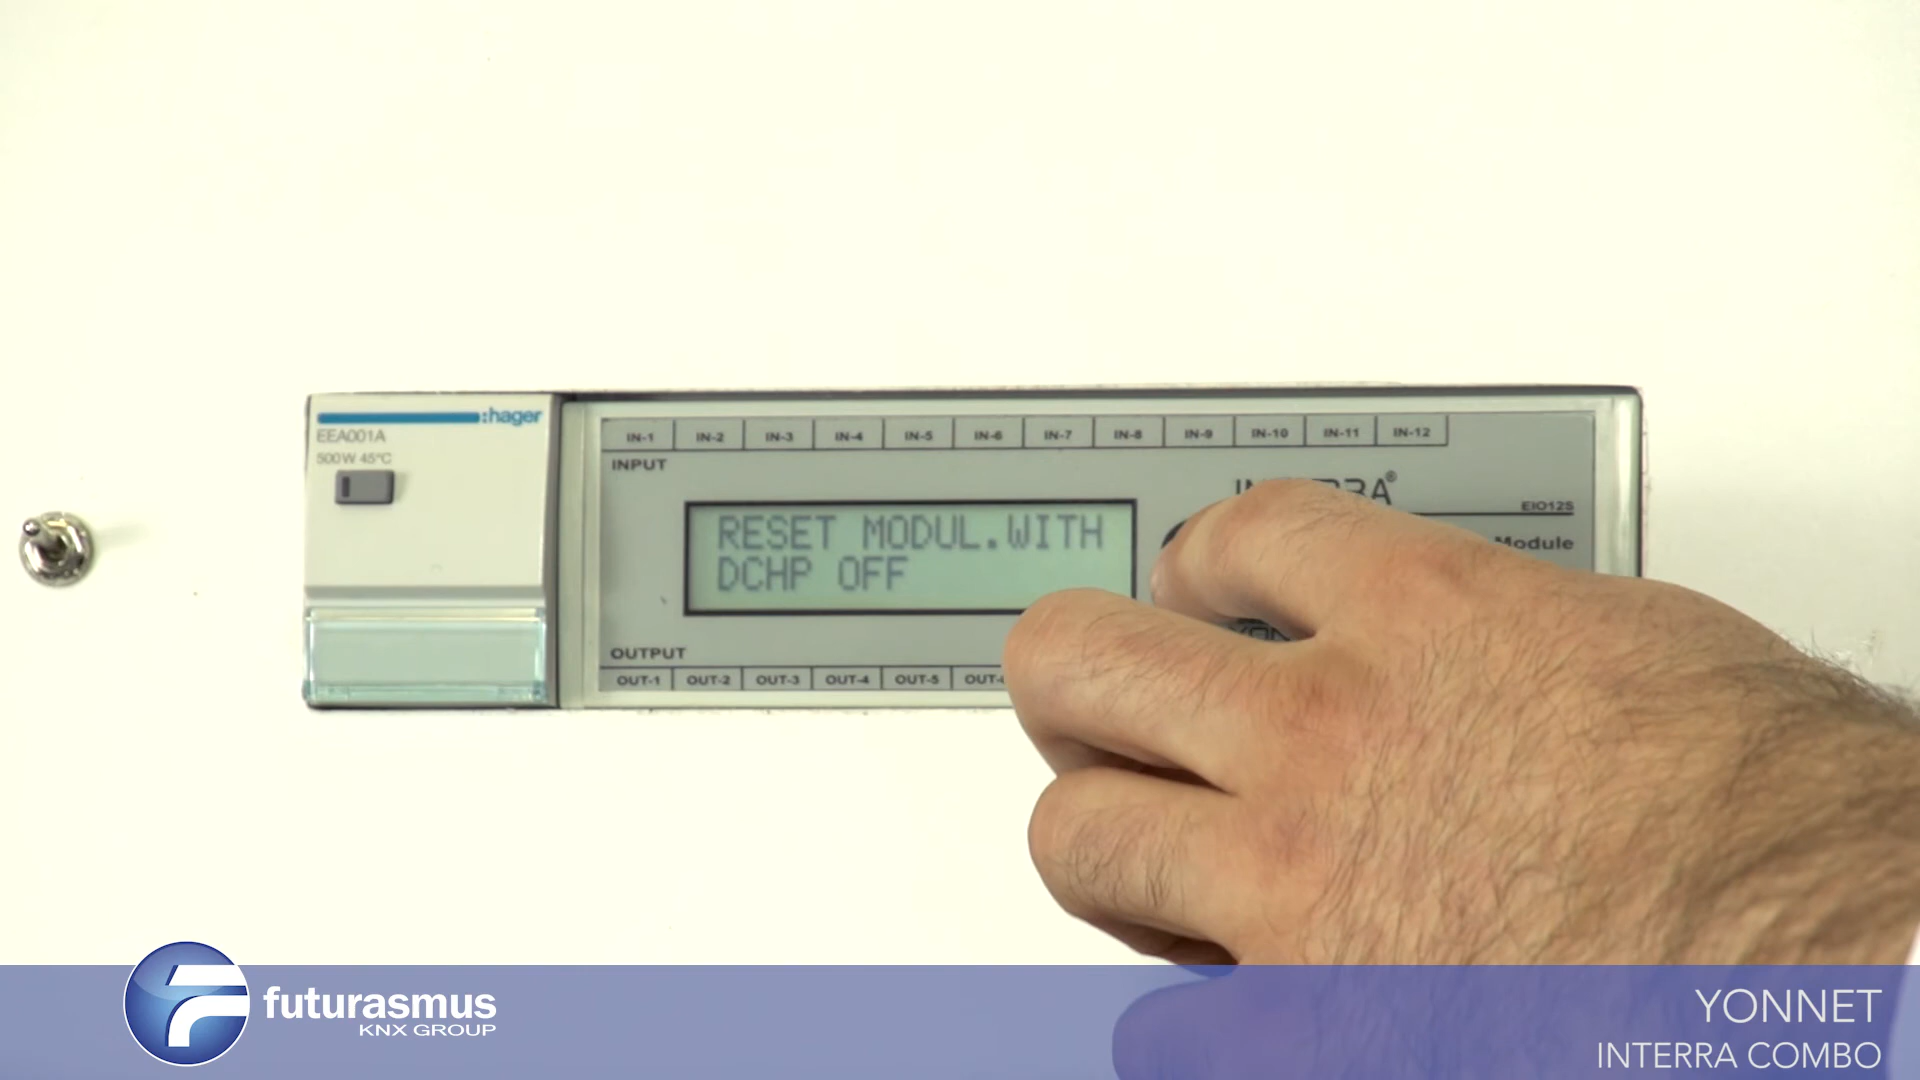 :hager
EEA001A
500W 45°C
IN-1 IN-2 IN-3 IN-4 IN-5 IN-6 IN-7 IN-8 IN-9 IN-10 IN-11 IN-12
INPUT
EIO12S
Module
RESET MODUL.WITH
DCHP OFF
OUTPUT
OUT-1 OUT-2 OUT-3 OUT-4 OUT-5
futurasmus
KNX GROUP
YONNET
INTERRA COMBO